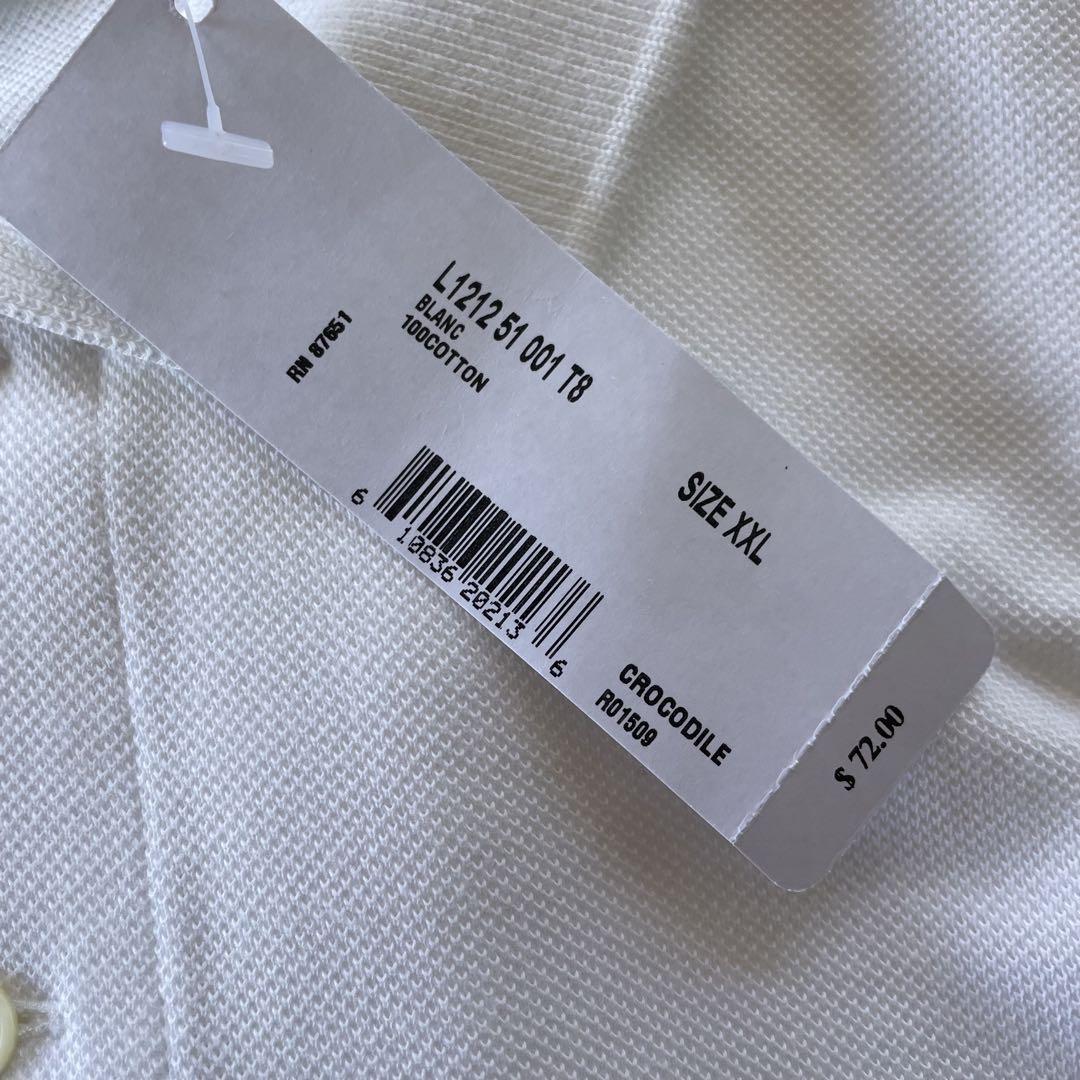 L1212 51 001 T8
BLANC
100COTTON
RN 87651
SIZE XXL
6 10836 20213 6
CROCODILE
R01509
$ 72.00